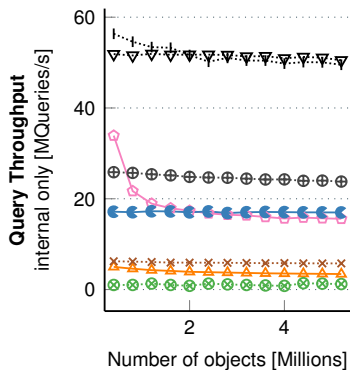 Query Throughput
internal only [MQueries/s]
60
40
20
0
2
4
Number of objects [Millions]